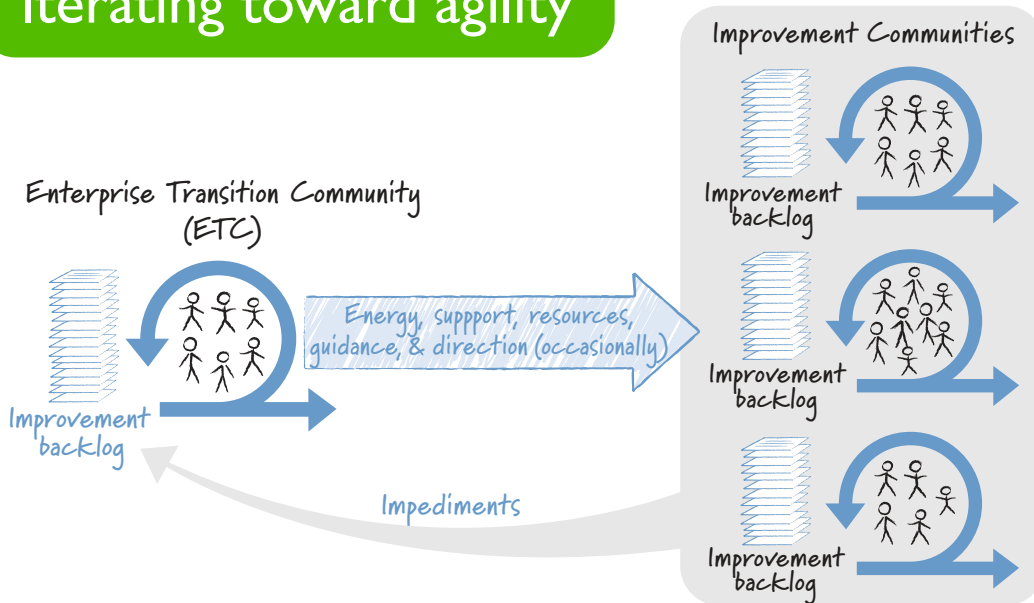 iterating toward agility
Improvement Communities
Improvement
backlog
Enterprise Transition Community
(ETC)
Energy, suppport, resources,
guidance, & direction (occasionally)
Improvement
backlog
Improvement
backlog
Impediments
Improvement
backlog